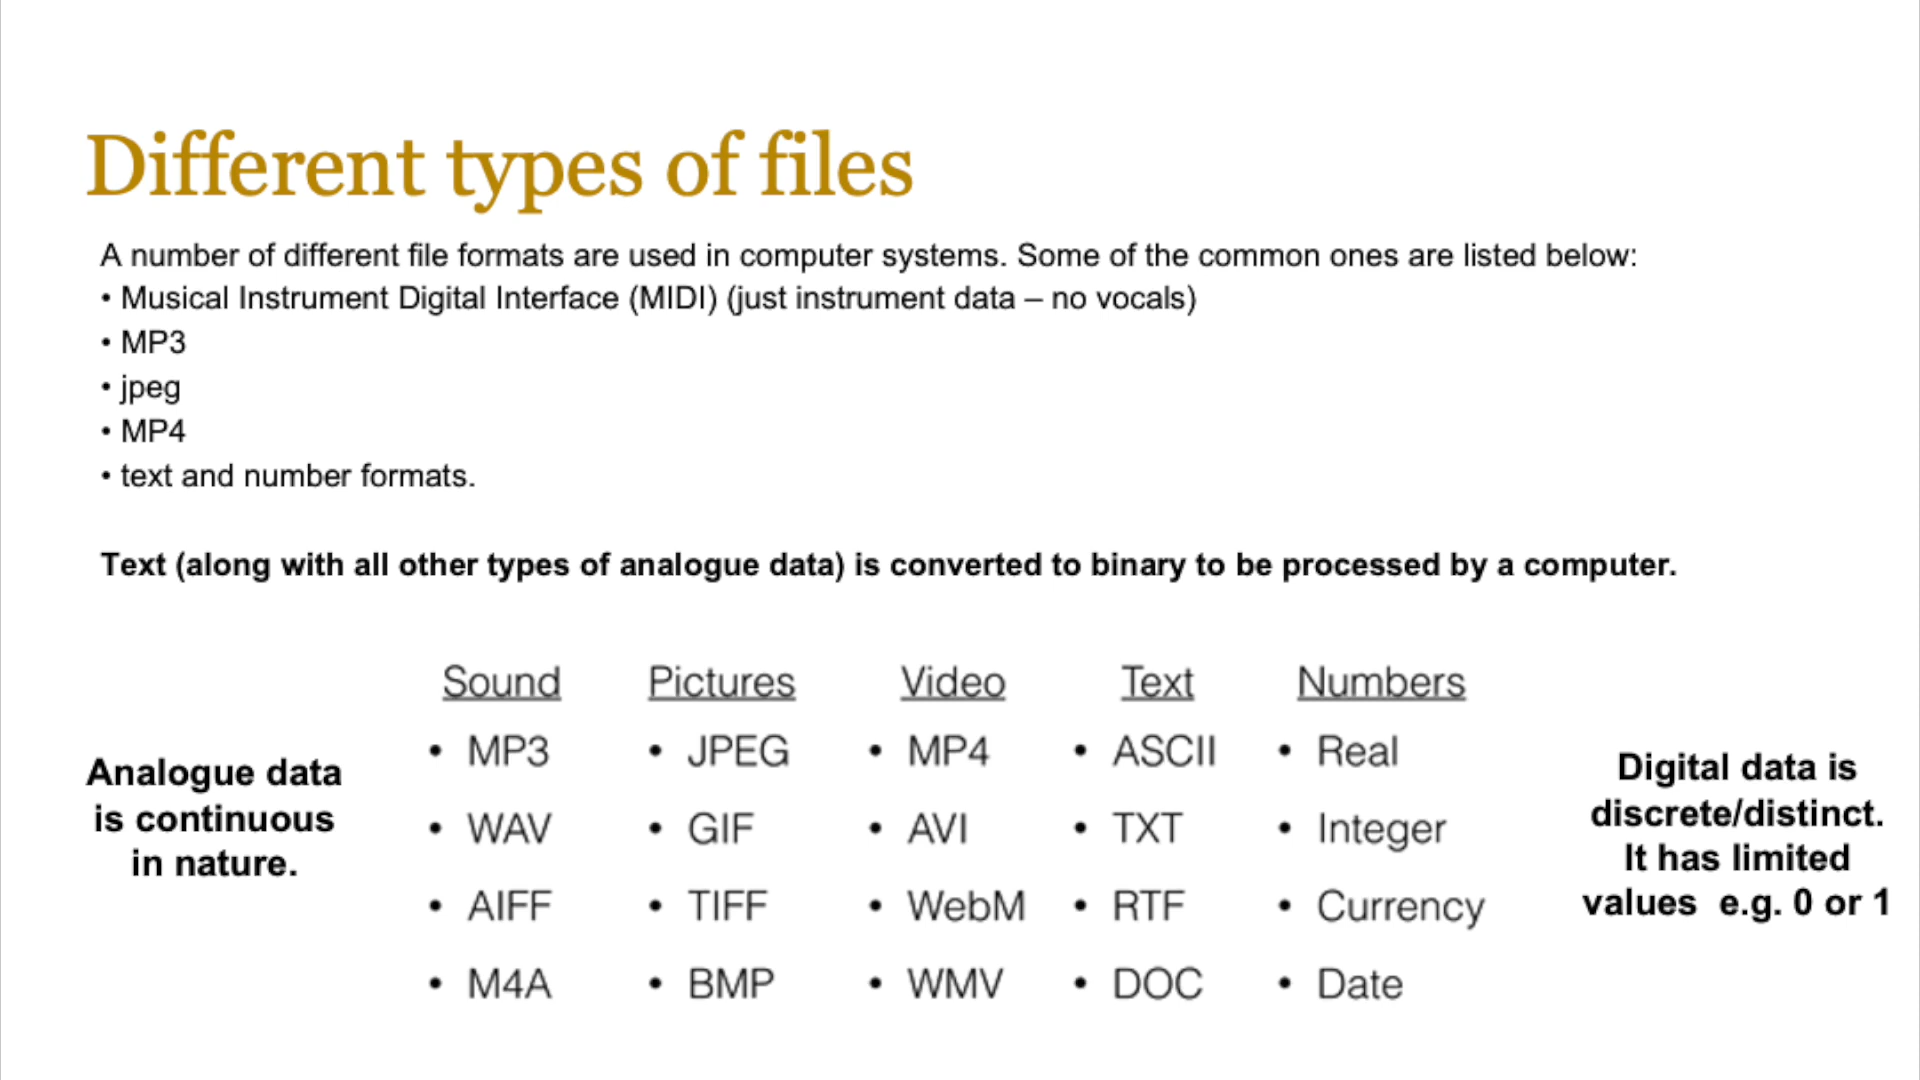 Different types of files
A number of different file formats are used in computer systems. Some of the common ones are listed below:
• Musical Instrument Digital Interface (MIDI) (just instrument data – no vocals)
• MP3
• jpeg
• MP4
• text and number formats.
Text (along with all other types of analogue data) is converted to binary to be processed by a computer.
Analogue data
is continuous
in nature.
Sound
• MP3
• WAV
• AIFF
• M4A
Pictures
• JPEG
• GIF
• TIFF
• BMP
Video
• MP4
• AVI
• WebM
• WMV
Text
• ASCII
• TXT
• RTF
• DOC
Numbers
• Real
• Integer
• Currency
• Date
Digital data is
discrete/distinct.
It has limited
values e.g. 0 or 1